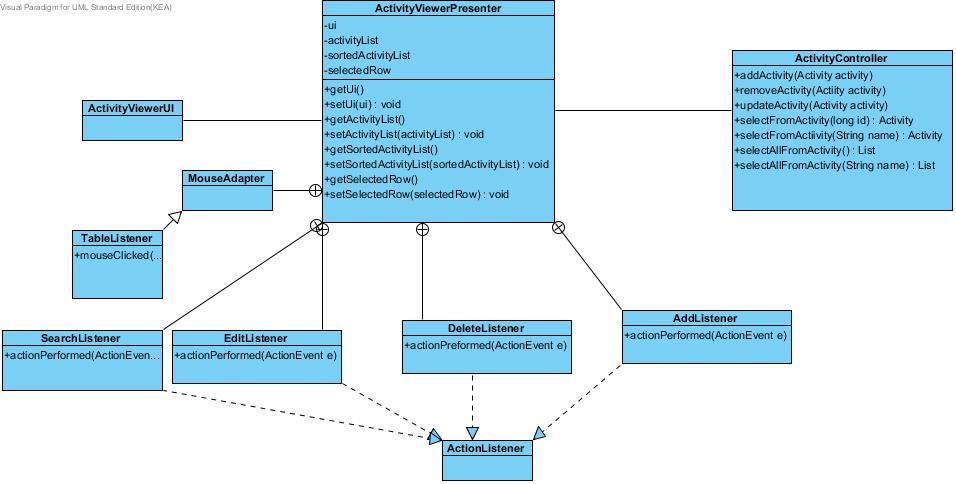 Visual Paradigm for UML Standard Edition(KEA)
ActivityViewerPresenter
-ui
-activityList
-sortedActivityList
-selectedRow
+getUi()
+setUi(ui) : void
+getActivityList()
+setActivityList(activityList) : void
+getSortedActivityList()
+setSortedActivityList(sortedActivityList) : void
+getSelectedRow()
+setSelectedRow(selectedRow) : void
ActivityController
+addActivity(Activity activity)
+removeActivity(Actiity activity)
+updateActivity(Activity activity)
+selectFromActivity(long id) : Activity
+selectFromActiivity(String name) : Activity
+selectAllFromActivity() : List
+selectAllFromActivity(String name) : List
ActivityViewerUI
MouseAdapter
TableListener
+mouseClicked(...
SearchListener
+actionPerformed(ActionEven...
EditListener
+actionPerformed(ActionEvent e)
DeleteListener
+actionPreformed(ActionEvent e)
AddListener
+actionPerformed(ActionEvent e)
ActionListener